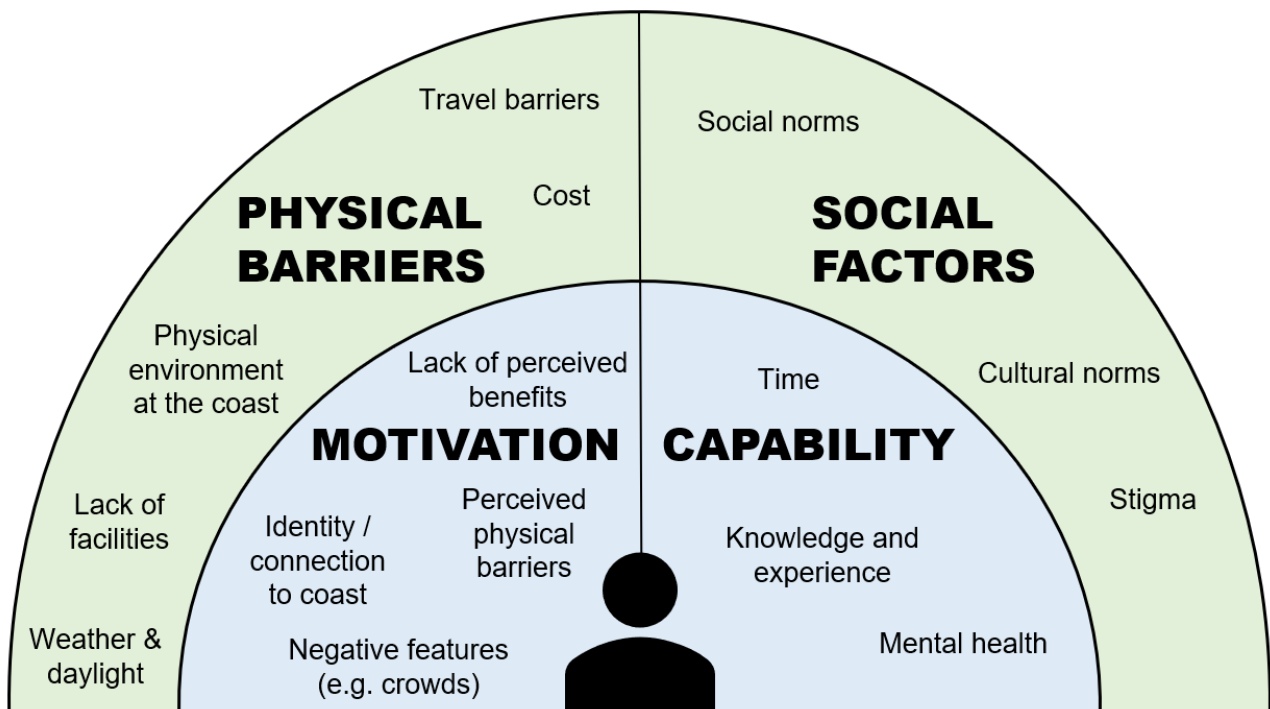 Travel barriers
Cost
PHYSICAL
BARRIERS
Physical
environment
at the coast
Lack of
facilities
Weather &
daylight
Social norms
SOCIAL
FACTORS
Cultural norms
Stigma
Lack of perceived
benefits
MOTIVATION
Perceived
physical
barriers
Identity /
connection
to coast
Negative features
(e.g. crowds)
Time
CAPABILITY
Knowledge and
experience
Mental health